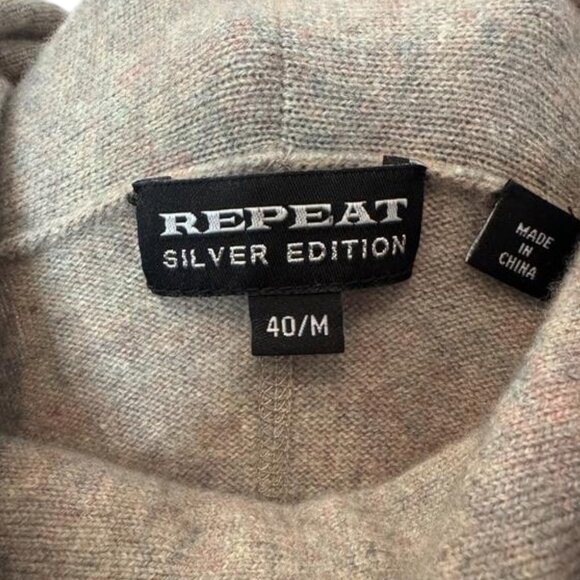 REPEAT
SILVER EDITION
40/M
MADE
IN
CHINA